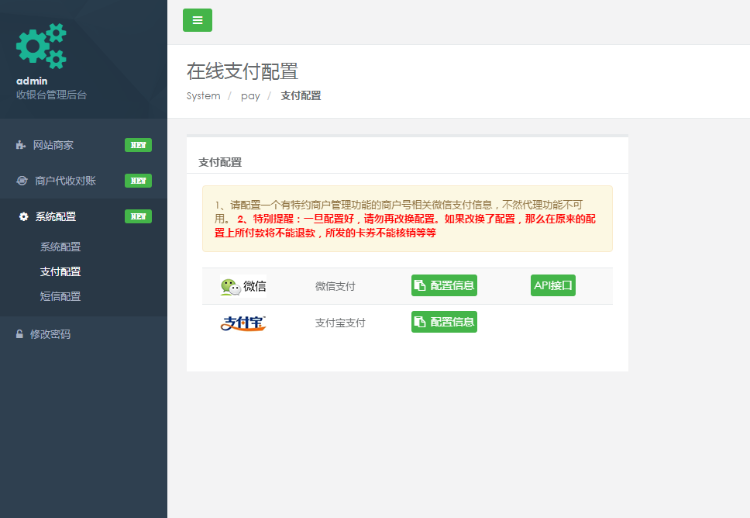 admin
收银台管理后台
网站商家 NEW
商户代收对账 NEW
系统配置 NEW
系统配置
支付配置
短信配置
修改密码
在线支付配置
System / pay / 支付配置
支付配置
1、请配置一个有特约商户管理功能的商户号相关微信支付信息，不然代理功能不可
用。 2、特别提醒：一旦配置好，请勿再改换配置。如果改换了配置，那么在原来的配
置上所付款将不能退款，所发的卡券不能核销等等
微信 微信支付 配置信息 API接口
支付宝 支付宝支付 配置信息